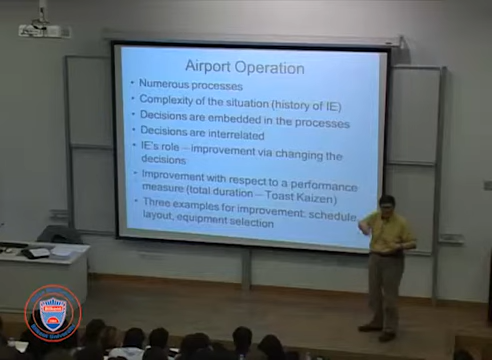 Airport Operation
• Numerous processes
• Complexity of the situation (history of IE)
• Decisions are embedded in the processes
• Decisions are interrelated
• IE's role – improvement via changing the
decisions
• Improvement with respect to a performance
measure (total duration – Toast Kaizen)
• Three examples for improvement: schedule,
layout, equipment selection
Bilkent